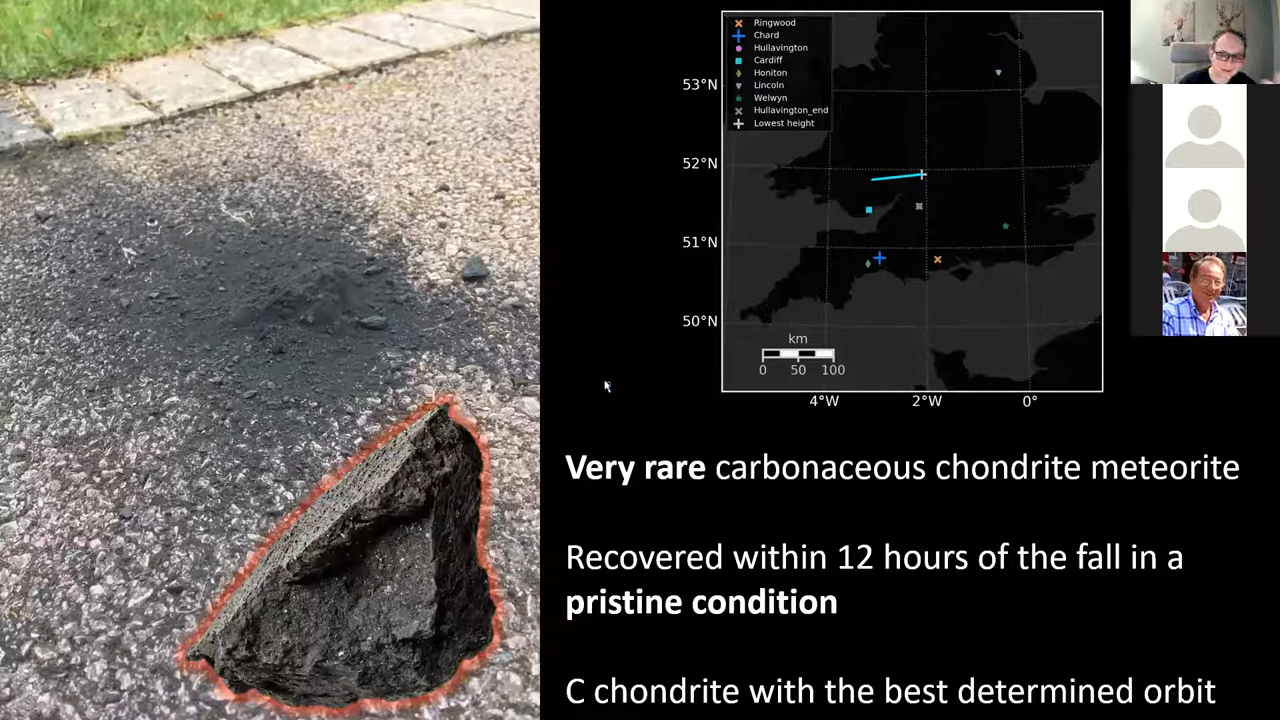 Ringwood
Chard
Hullavington
Cardiff
Honiton
Lincoln
Welwyn
Hullavington_end
Lowest height
53°N
52°N
51°N
50°N
km
0 50 100
4°W 2°W 0°
Very rare carbonaceous chondrite meteorite
Recovered within 12 hours of the fall in a
pristine condition
C chondrite with the best determined orbit